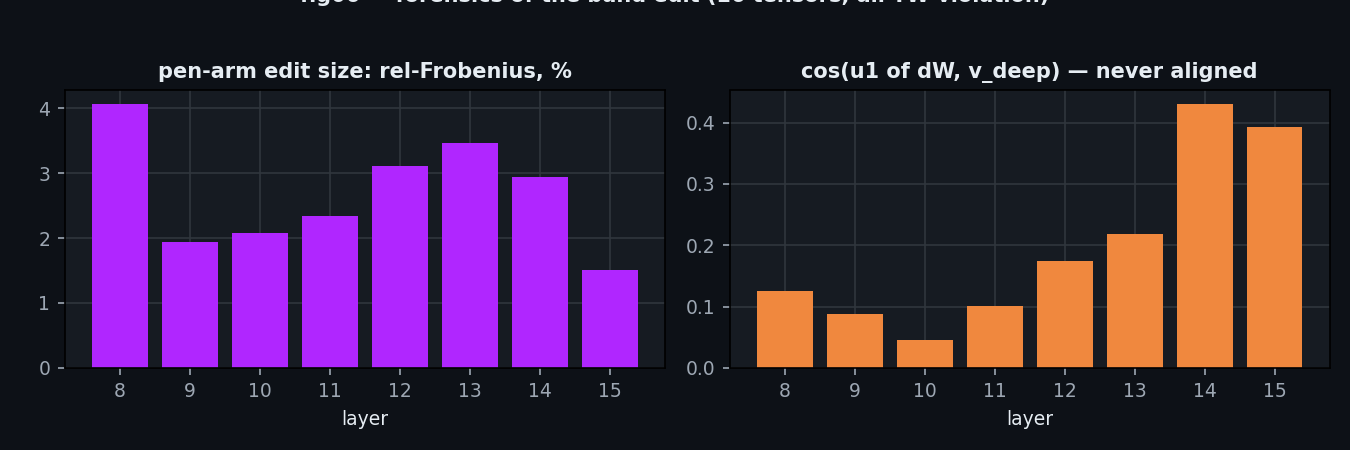 pen-arm edit size: rel-Frobenius, %
4
3
2
1
0
8 9 10 11 12 13 14 15
layer
cos(u1 of dW, v_deep) — never aligned
0.4
0.3
0.2
0.1
0.0
8 9 10 11 12 13 14 15
layer